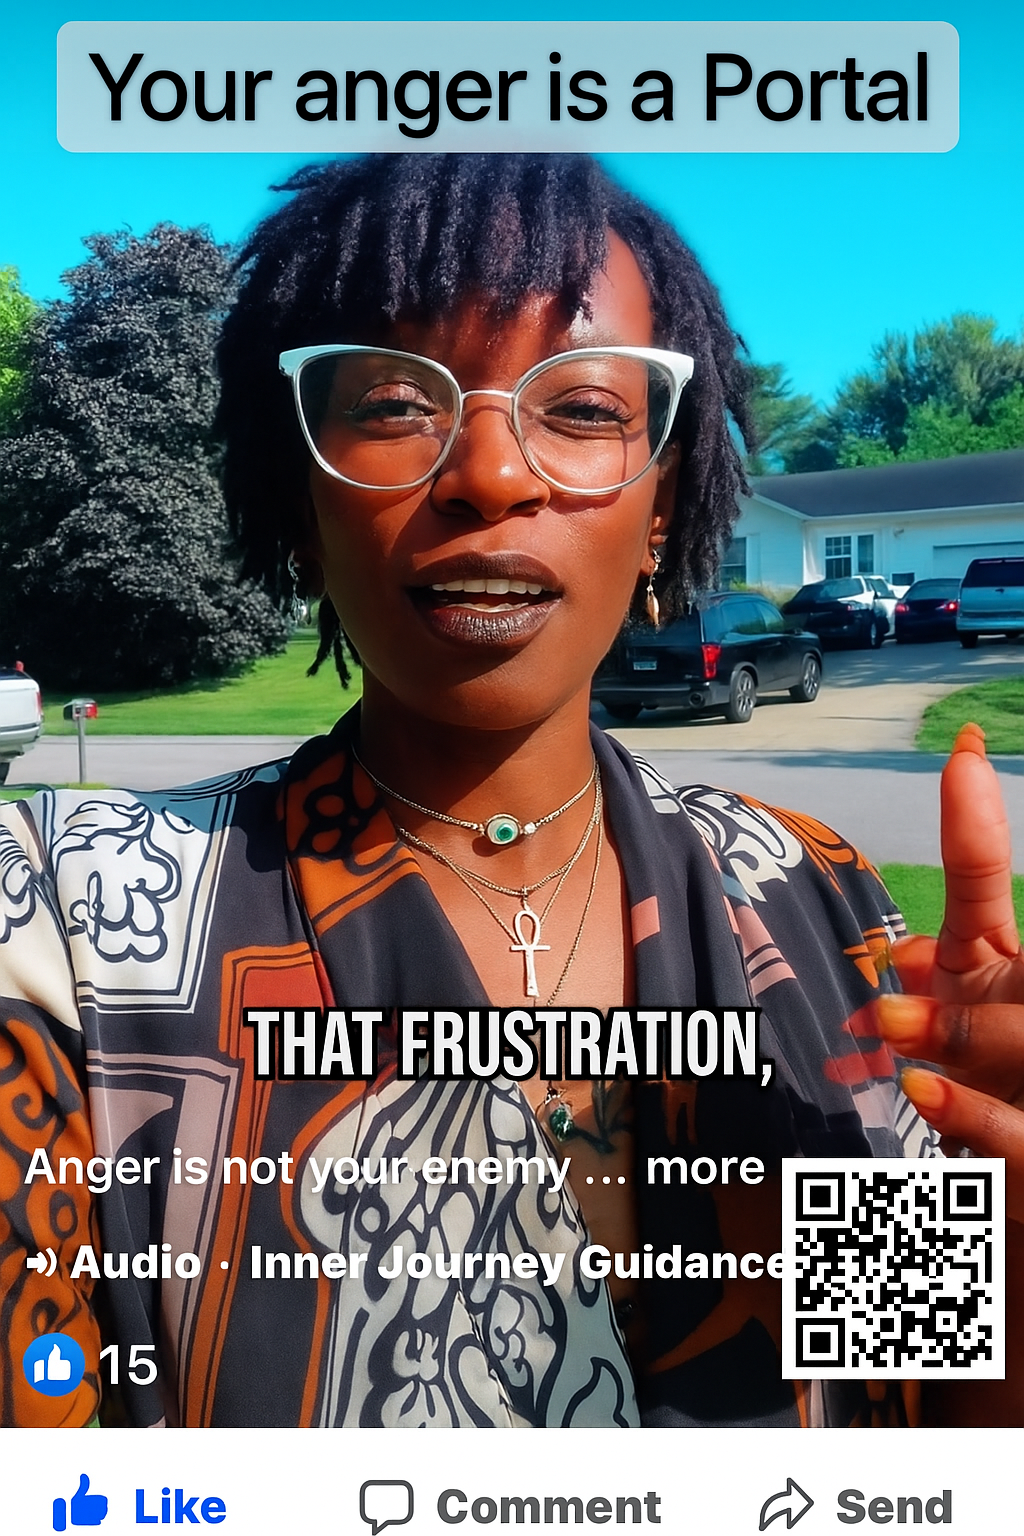 Your anger is a Portal
THAT FRUSTRATION,
Anger is not your enemy ... more
Audio · Inner Journey Guidance
15
Like Comment Send